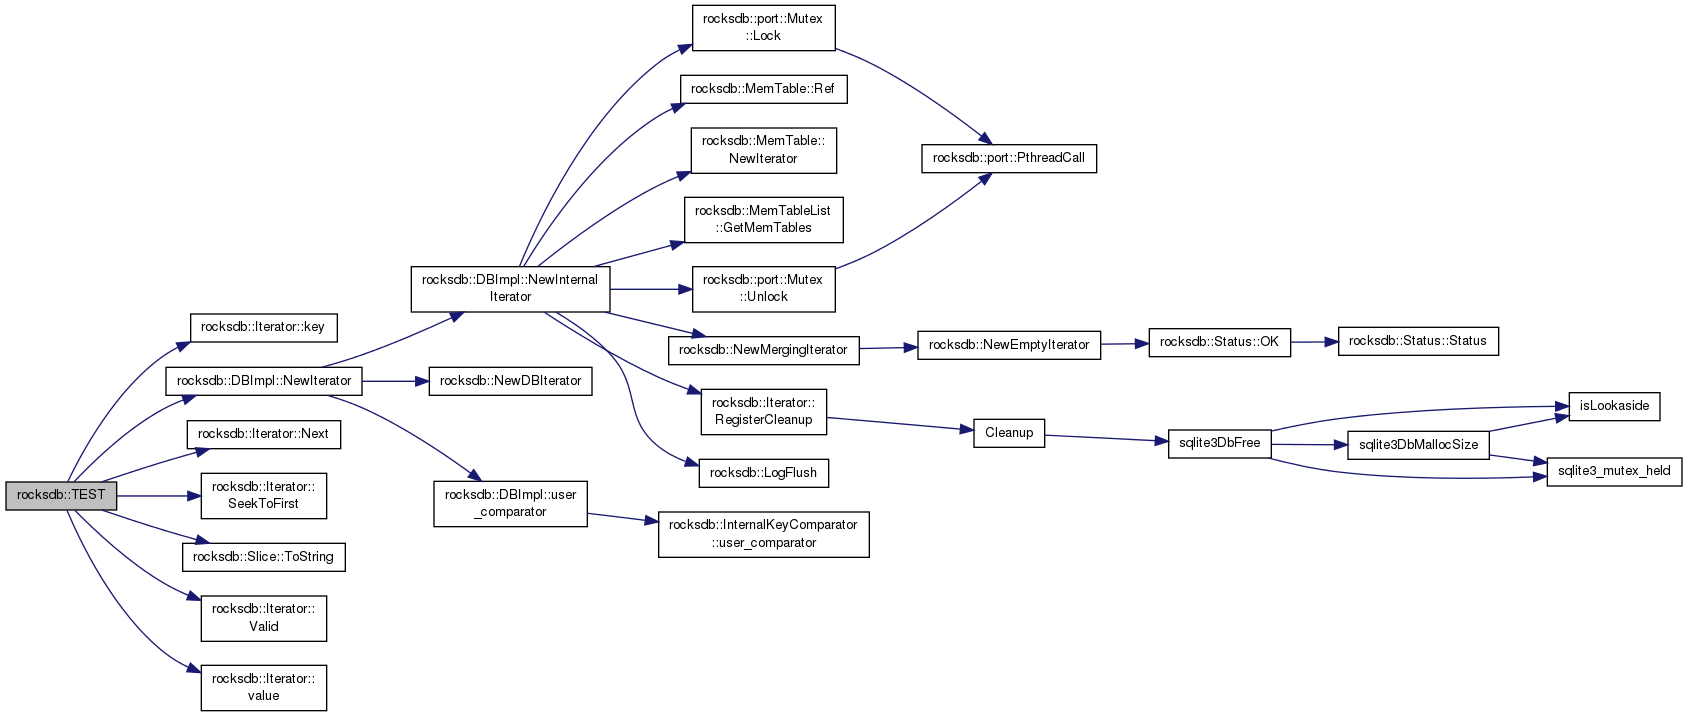 rocksdb::port::Mutex
::Lock
rocksdb::MemTable::Ref
rocksdb::MemTable::
NewIterator
rocksdb::port::PthreadCall
rocksdb::MemTableList
::GetMemTables
rocksdb::DBImpl::NewInternal
Iterator
rocksdb::port::Mutex
::Unlock
rocksdb::Iterator::key
rocksdb::NewMergingIterator
rocksdb::NewEmptyIterator
rocksdb::Status::OK
rocksdb::Status::Status
rocksdb::DBImpl::NewIterator
rocksdb::NewDBIterator
rocksdb::Iterator::
RegisterCleanup
isLookaside
rocksdb::Iterator::Next
Cleanup
sqlite3DbFree
sqlite3DbMallocSize
rocksdb::LogFlush
sqlite3_mutex_held
rocksdb::TEST
rocksdb::Iterator::
SeekToFirst
rocksdb::DBImpl::user
_comparator
rocksdb::InternalKeyComparator
::user_comparator
rocksdb::Slice::ToString
rocksdb::Iterator::
Valid
rocksdb::Iterator::
value